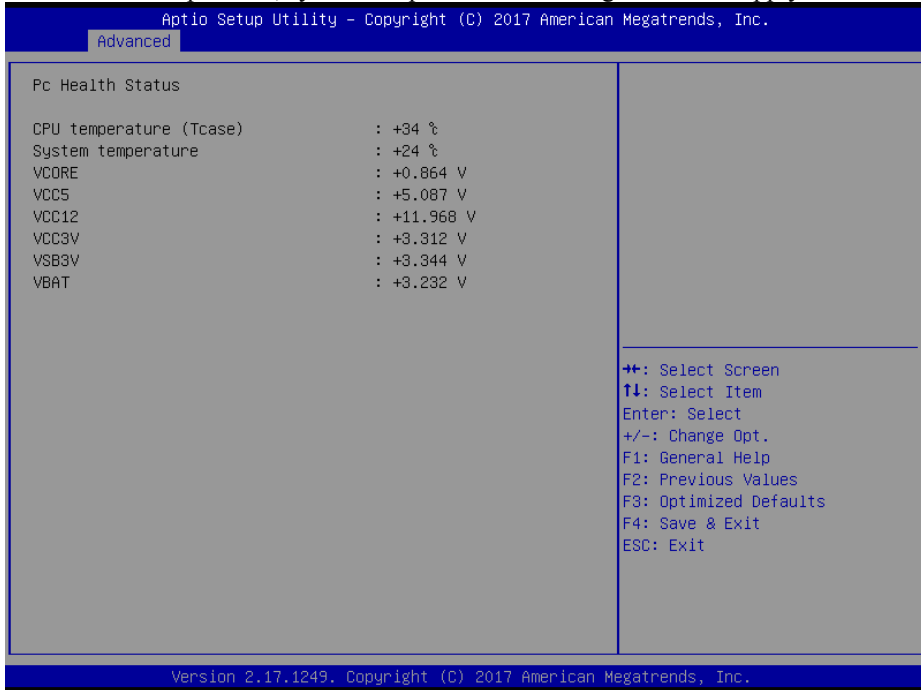 Aptio Setup Utility – Copyright (C) 2017 American Megatrends, Inc.
Advanced
Pc Health Status
CPU temperature (Tcase) : +34 ℃
System temperature : +24 ℃
VCORE : +0.864 V
VCC5 : +5.087 V
VCC12 : +11.968 V
VCC3V : +3.312 V
VSB3V : +3.344 V
VBAT : +3.232 V
→←: Select Screen
↑↓: Select Item
Enter: Select
+/-: Change Opt.
F1: General Help
F2: Previous Values
F3: Optimized Defaults
F4: Save & Exit
ESC: Exit
Version 2.17.1249. Copyright (C) 2017 American Megatrends, Inc.